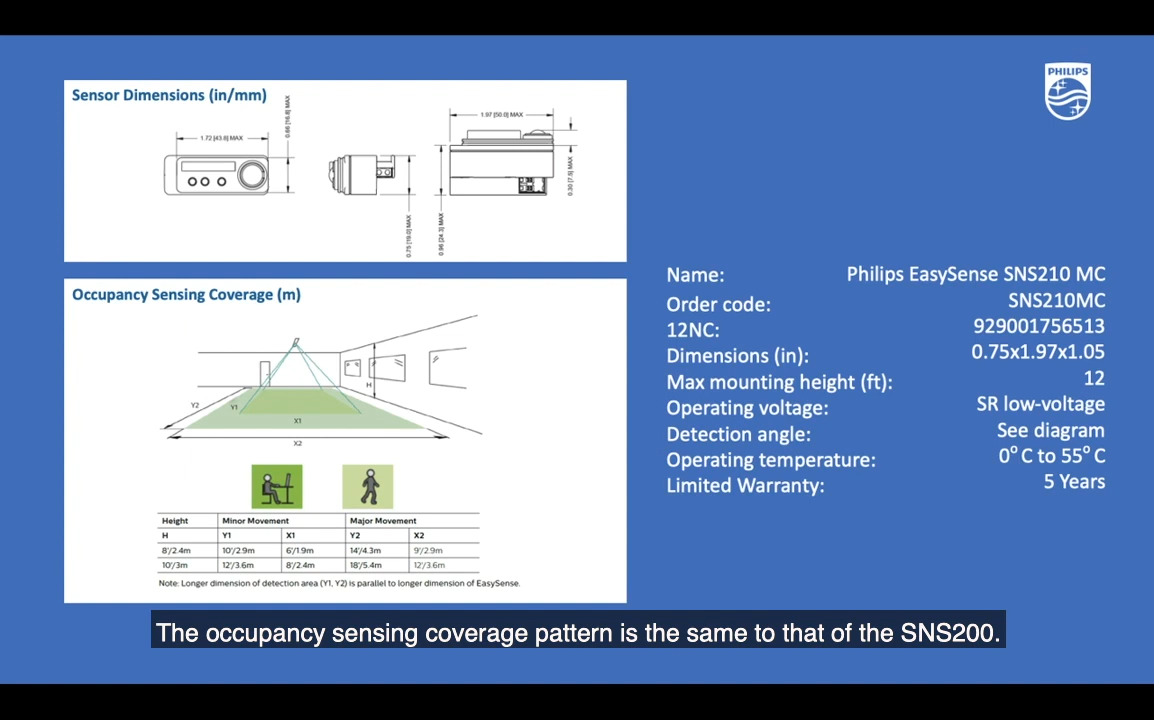 PHILIPS
Sensor Dimensions (in/mm)
1.72 [43.8] MAX
0.66 [16.8] MAX
0.75 [19.0] MAX
1.97 [50.0] MAX
0.96 [24.3] MAX
0.30 [7.5] MAX
Occupancy Sensing Coverage (m)
H
Y2
Y1
X1
X2
Height Minor Movement Major Movement
H Y1 X1 Y2 X2
8'/2.4m 10'/2.9m 6'/1.9m 14'/4.3m 9'/2.9m
10'/3m 12'/3.6m 8'/2.4m 18'/5.4m 12'/3.6m
Note: Longer dimension of detection area (Y1, Y2) is parallel to longer dimension of EasySense.
Name: Philips EasySense SNS210 MC
Order code: SNS210MC
12NC: 929001756513
Dimensions (in): 0.75x1.97x1.05
Max mounting height (ft): 12
Operating voltage: SR low-voltage
Detection angle: See diagram
Operating temperature: 0° C to 55° C
Limited Warranty: 5 Years
The occupancy sensing coverage pattern is the same to that of the SNS200.